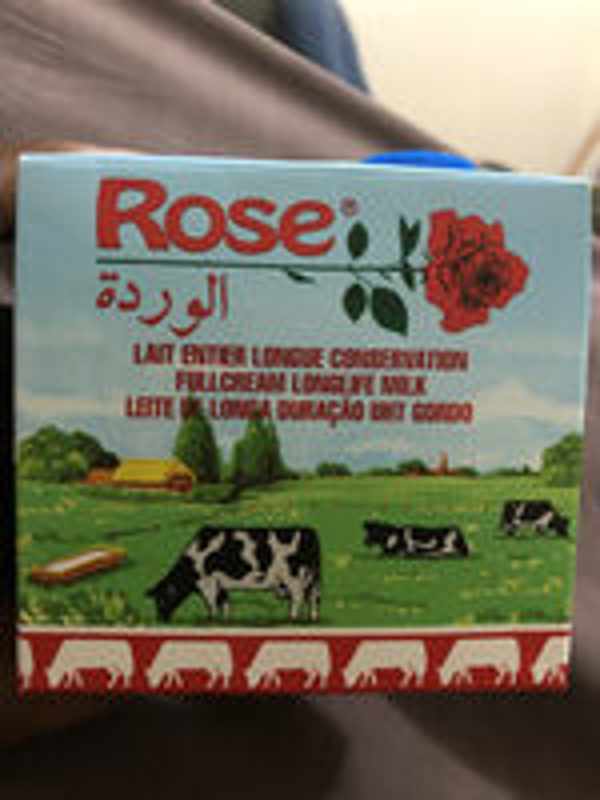 Rose®
الوردة
LAIT ENTIER LONGUE CONSERVATION
FULLCREAM LONGLIFE MILK
LEITE DE LONGA DURAÇÃO UHT GORDO